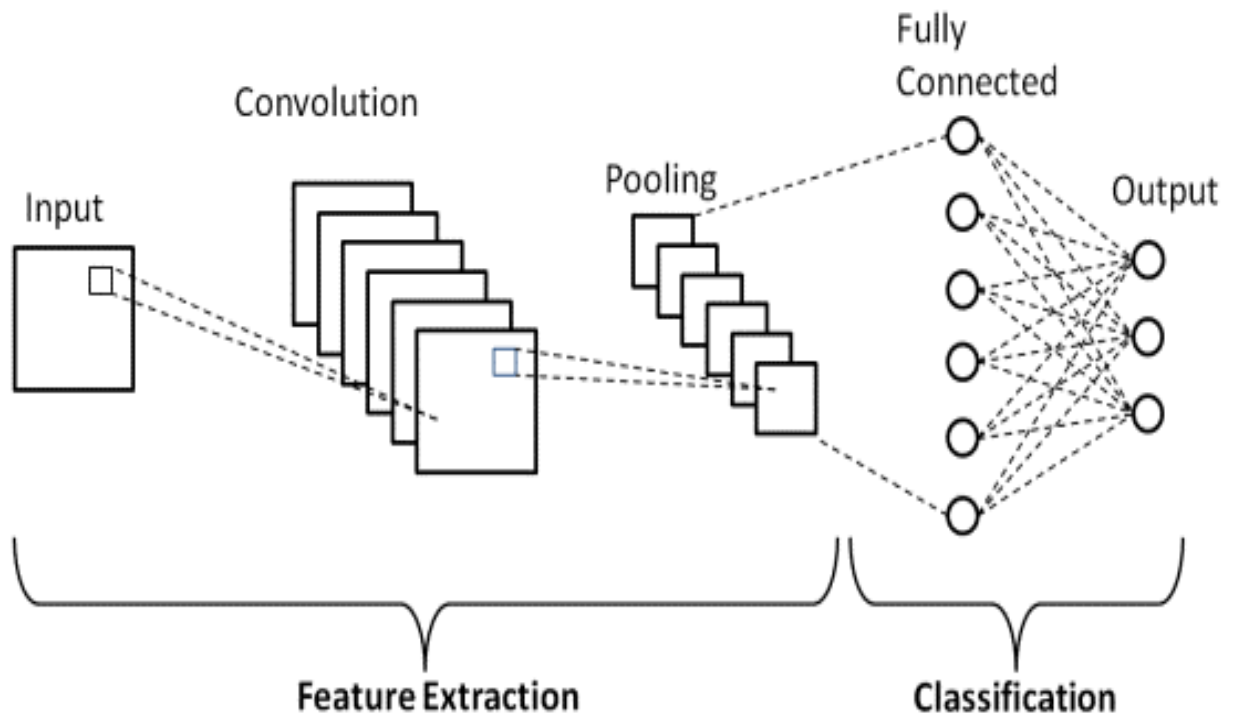 Input
Convolution
Pooling
Fully
Connected
Output
Feature Extraction
Classification